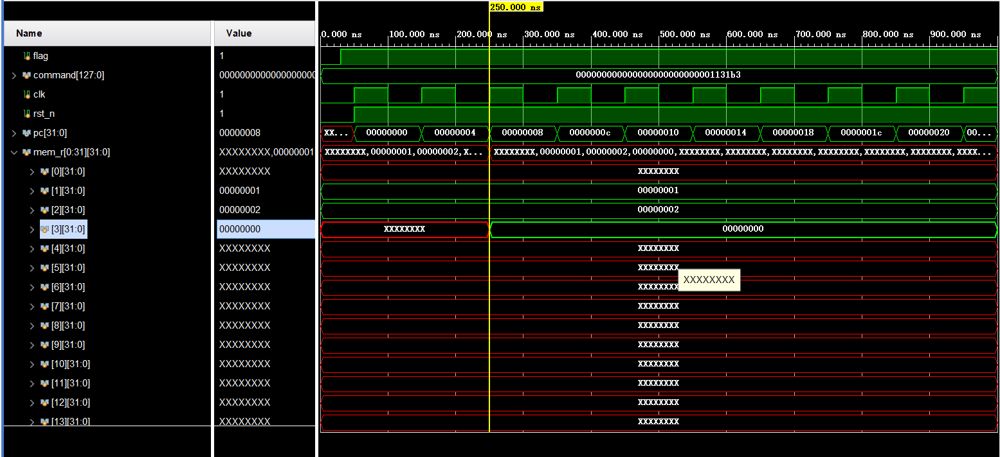 250.000 ns
Name
Value
0.000 ns 100.000 ns 200.000 ns 300.000 ns 400.000 ns 500.000 ns 600.000 ns 700.000 ns 800.000 ns 900.000 ns
flag 1
command[127:0] 0000000000000000000 000000000000000000000000001131b3
clk 1
rst_n 1
pc[31:0] 00000008 XX... 00000000 00000004 00000008 0000000c 00000010 00000014 00000018 0000001c 00000020 00...
mem_r[0:31][31:0] XXXXXXXX,00000001 XXXXXXXX,00000001,00000002,X... XXXXXXXX,00000001,00000002,00000000,XXXXXXXX,XXXXXXXX,XXXXXXXX,XXXXXXXX,XXXXXXXX,XXXXXXXX,XXXX...
[0][31:0] XXXXXXXX XXXXXXXX
[1][31:0] 00000001 00000001
[2][31:0] 00000002 00000002
[3][31:0] 00000000 XXXXXXXX 00000000
[4][31:0] XXXXXXXX XXXXXXXX
[5][31:0] XXXXXXXX XXXXXXXX
XXXXXXXX
[6][31:0] XXXXXXXX XXXXXXXX
[7][31:0] XXXXXXXX XXXXXXXX
[8][31:0] XXXXXXXX XXXXXXXX
[9][31:0] XXXXXXXX XXXXXXXX
[10][31:0] XXXXXXXX XXXXXXXX
[11][31:0] XXXXXXXX XXXXXXXX
[12][31:0] XXXXXXXX XXXXXXXX
[13][31:0] XXXXXXXX XXXXXXXX